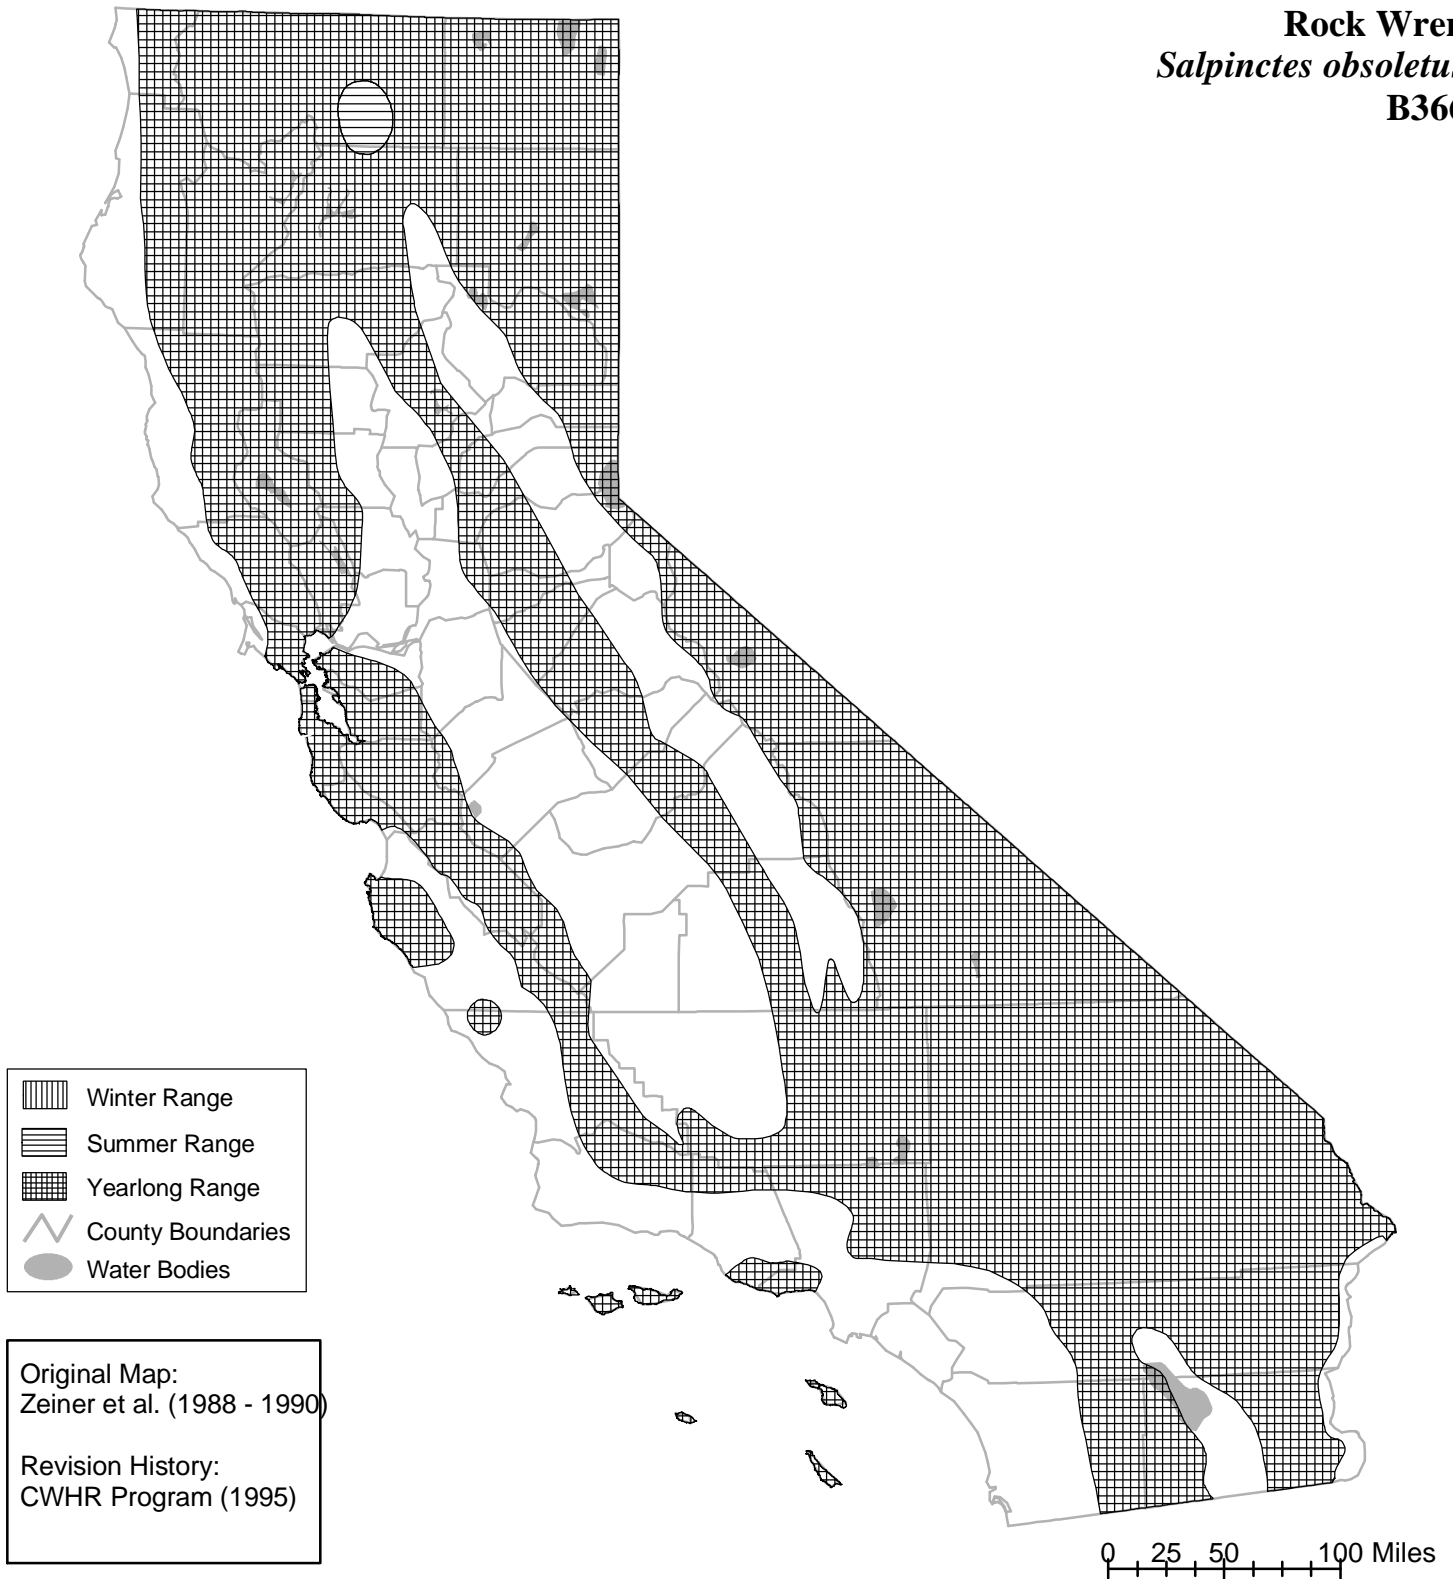 Rock Wren
Salpinctes obsoletus
B366
Winter Range
Summer Range
Yearlong Range
County Boundaries
Water Bodies
Original Map:
Zeiner et al. (1988 - 1990)
Revision History:
CWHR Program (1995)
0 25 50 100 Miles